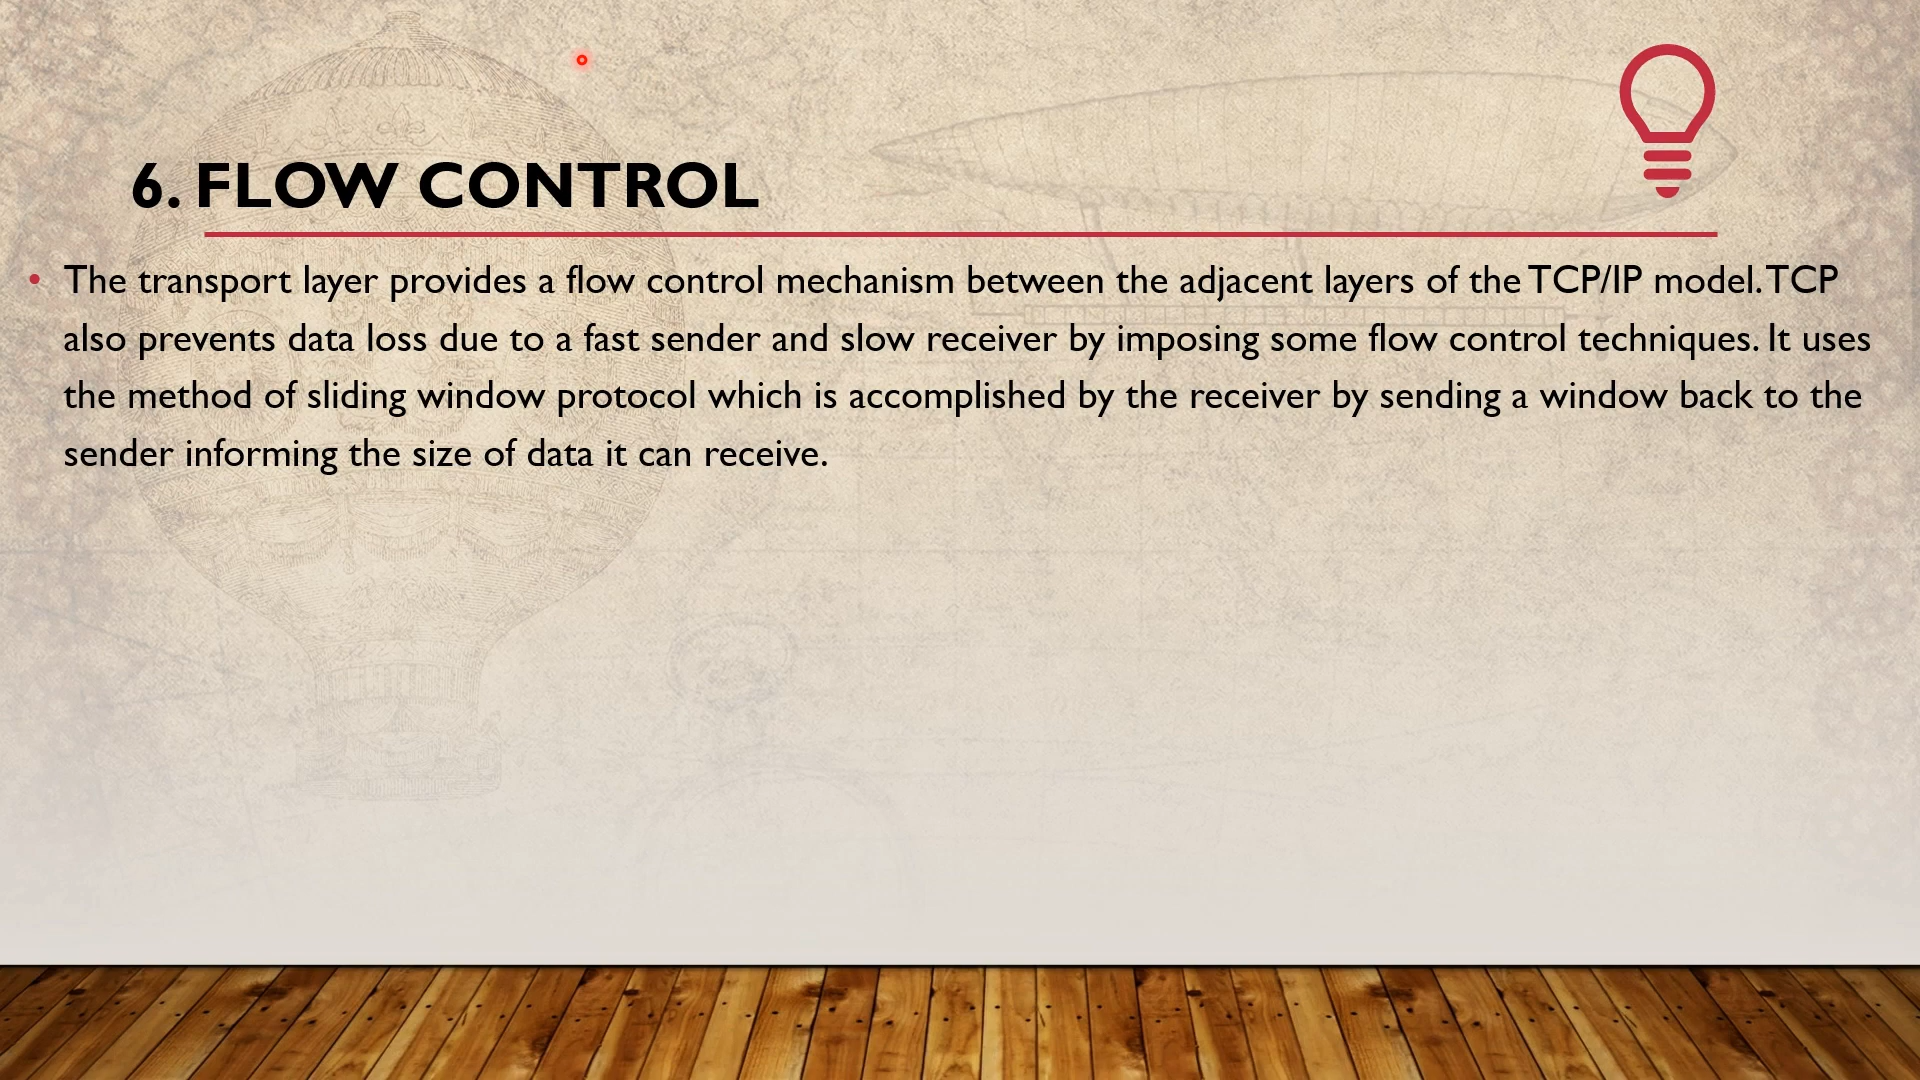 6. FLOW CONTROL
• The transport layer provides a flow control mechanism between the adjacent layers of the TCP/IP model. TCP
also prevents data loss due to a fast sender and slow receiver by imposing some flow control techniques. It uses
the method of sliding window protocol which is accomplished by the receiver by sending a window back to the
sender informing the size of data it can receive.